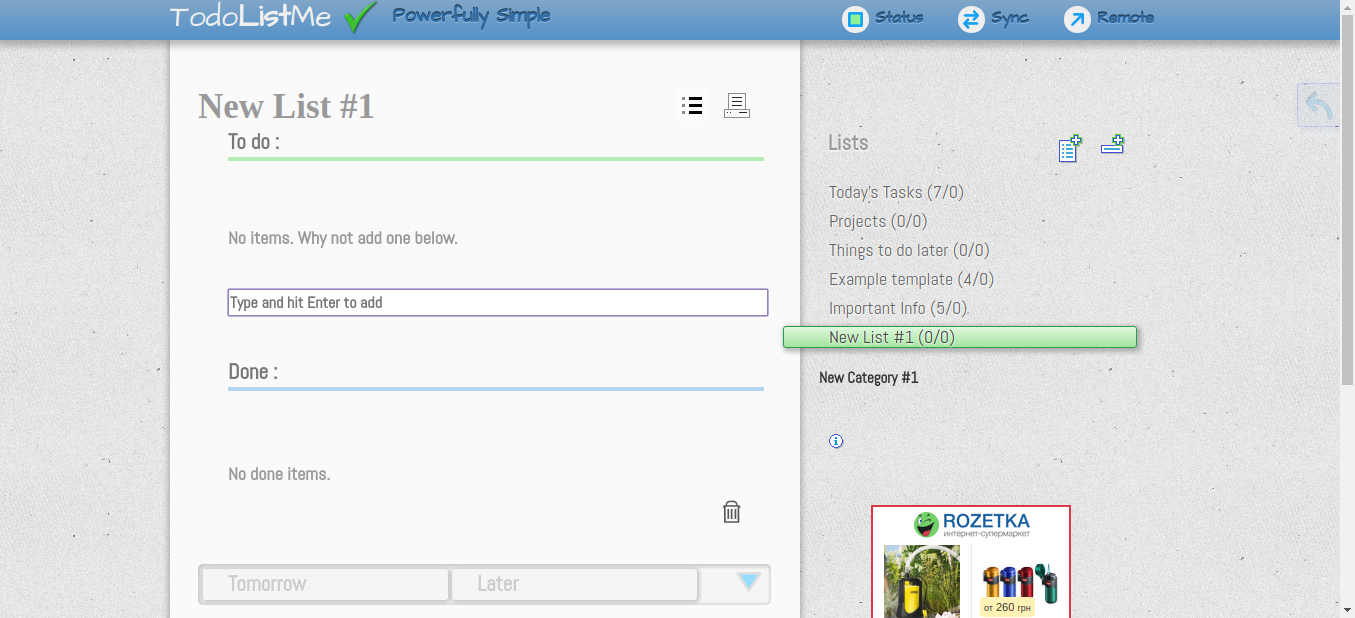 TodoListMe
Powerfully Simple
Status
Sync
Remote
New List #1
To do :
No items. Why not add one below.
Type and hit Enter to add
Done :
No done items.
Tomorrow
Later
Lists
Today's Tasks (7/0)
Projects (0/0)
Things to do later (0/0)
Example template (4/0)
Important Info (5/0)
New List #1 (0/0)
New Category #1
ROZETKA
интернет-супермаркет
от 260 грн